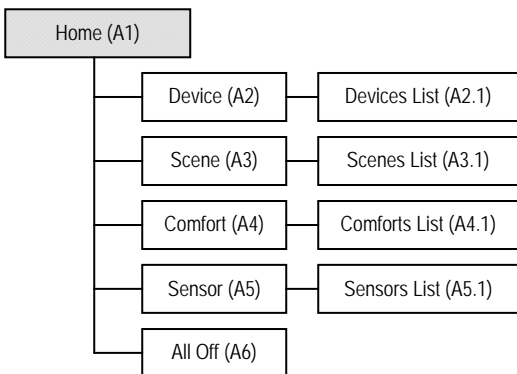 Home (A1)
Device (A2)
Devices List (A2.1)
Scene (A3)
Scenes List (A3.1)
Comfort (A4)
Comforts List (A4.1)
Sensor (A5)
Sensors List (A5.1)
All Off (A6)